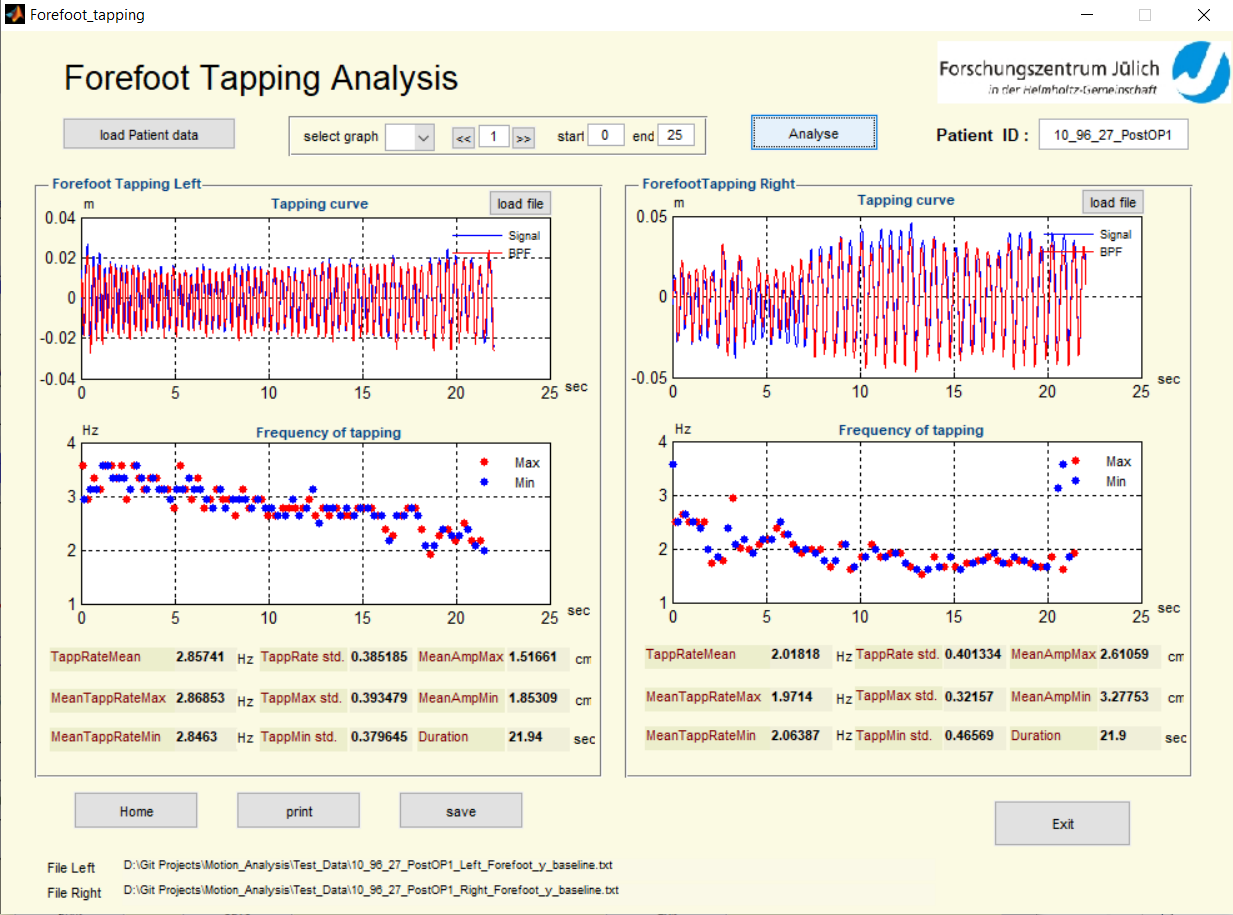 Forefoot_tapping
Forefoot Tapping Analysis
Forschungszentrum Jülich
in der Helmholtz-Gemeinschaft
load Patient data
select graph << 1 >> start 0 end 25
Analyse
Patient ID : 10_96_27_PostOP1
Forefoot Tapping Left
m Tapping curve load file
Signal
BPF
0.04
0.02
0
-0.02
-0.04
0 5 10 15 20 25 sec
Hz Frequency of tapping
Max
Min
4
3
2
1
0 5 10 15 20 25 sec
TappRateMean 2.85741 Hz TappRate std. 0.385185 MeanAmpMax 1.51661 cm
MeanTappRateMax 2.86853 Hz TappMax std. 0.393479 MeanAmpMin 1.85309 cm
MeanTappRateMin 2.8463 Hz TappMin std. 0.379645 Duration 21.94 sec
ForefootTapping Right
m Tapping curve load file
Signal
BPF
0.05
0
-0.05
0 5 10 15 20 25 sec
Hz Frequency of tapping
Max
Min
4
3
2
1
0 5 10 15 20 25 sec
TappRateMean 2.01818 Hz TappRate std. 0.401334 MeanAmpMax 2.61059 cm
MeanTappRateMax 1.9714 Hz TappMax std. 0.32157 MeanAmpMin 3.27753 cm
MeanTappRateMin 2.06387 Hz TappMin std. 0.46569 Duration 21.9 sec
Home print save Exit
File Left D:\Git Projects\Motion_Analysis\Test_Data\10_96_27_PostOP1_Left_Forefoot_y_baseline.txt
File Right D:\Git Projects\Motion_Analysis\Test_Data\10_96_27_PostOP1_Right_Forefoot_y_baseline.txt